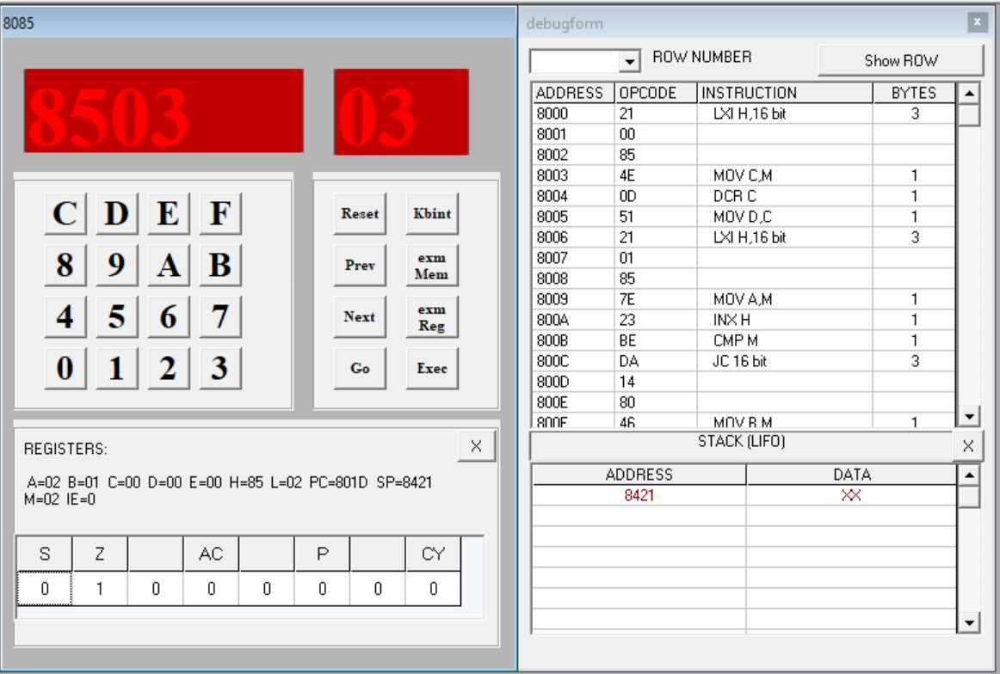 8085
8503 03
C D E F
8 9 A B
4 5 6 7
0 1 2 3
Reset Kbint
Prev exm Mem
Next exm Reg
Go Exec
REGISTERS: X
A=02 B=01 C=00 D=00 E=00 H=85 L=02 PC=801D SP=8421
M=02 IE=0
S Z AC P CY
0 1 0 0 0 0 0 0
debugform x
ROW NUMBER Show ROW
ADDRESS OPCODE INSTRUCTION BYTES
8000 21 LXI H,16 bit 3
8001 00
8002 85
8003 4E MOV C,M 1
8004 0D DCR C 1
8005 51 MOV D,C 1
8006 21 LXI H,16 bit 3
8007 01
8008 85
8009 7E MOV A,M 1
800A 23 INX H 1
800B BE CMP M 1
800C DA JC 16 bit 3
800D 14
800E 80
800F 46 MOV B,M 1
STACK (LIFO) X
ADDRESS DATA
8421 XX